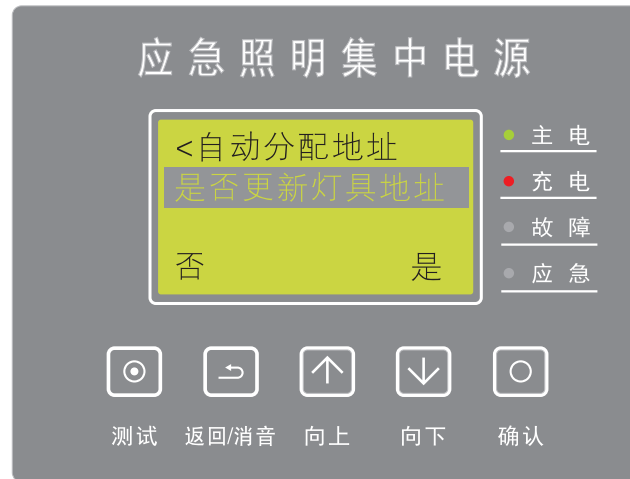 应急照明集中电源
<自动分配地址
是否更新灯具地址
否 是
主电
充电
故障
应急
测试 返回/消音 向上 向下 确认